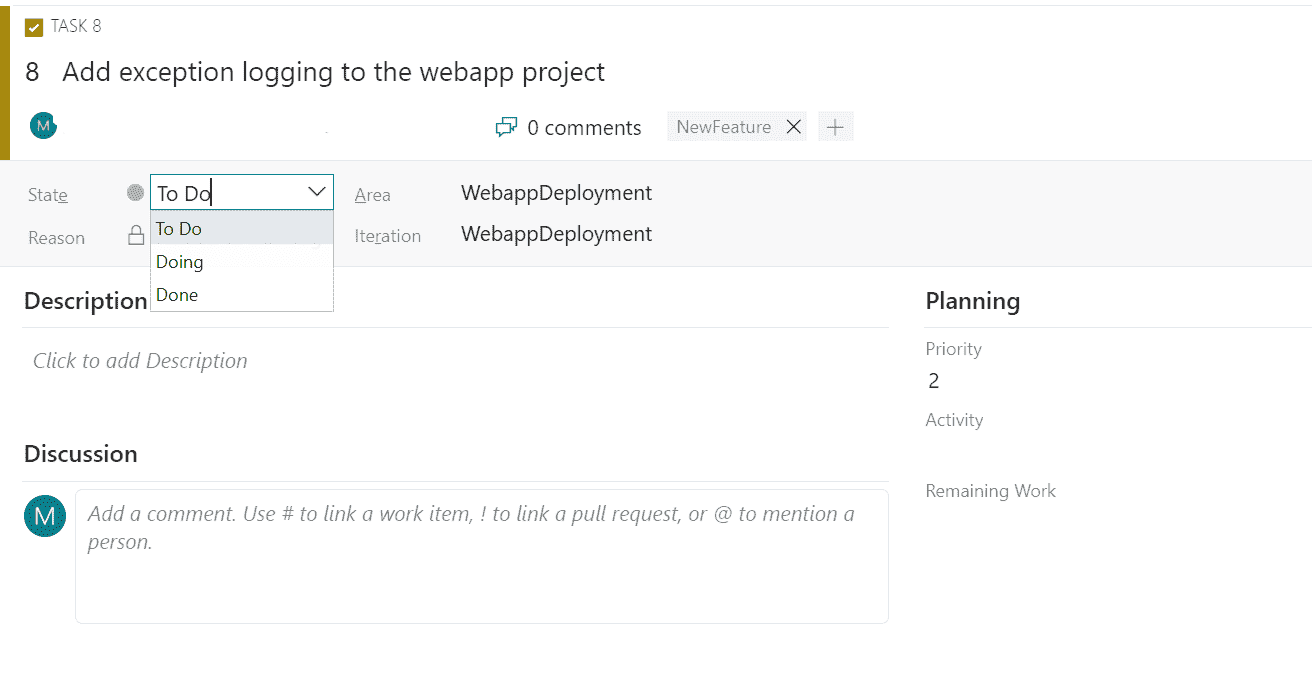 TASK 8
8 Add exception logging to the webapp project
M
0 comments
NewFeature
State
To Do
Area
WebappDeployment
To Do
Reason
Iteration
WebappDeployment
Doing
Done
Description
Click to add Description
Discussion
M
Add a comment. Use # to link a work item, ! to link a pull request, or @ to mention a
person.
Planning
Priority
2
Activity
Remaining Work